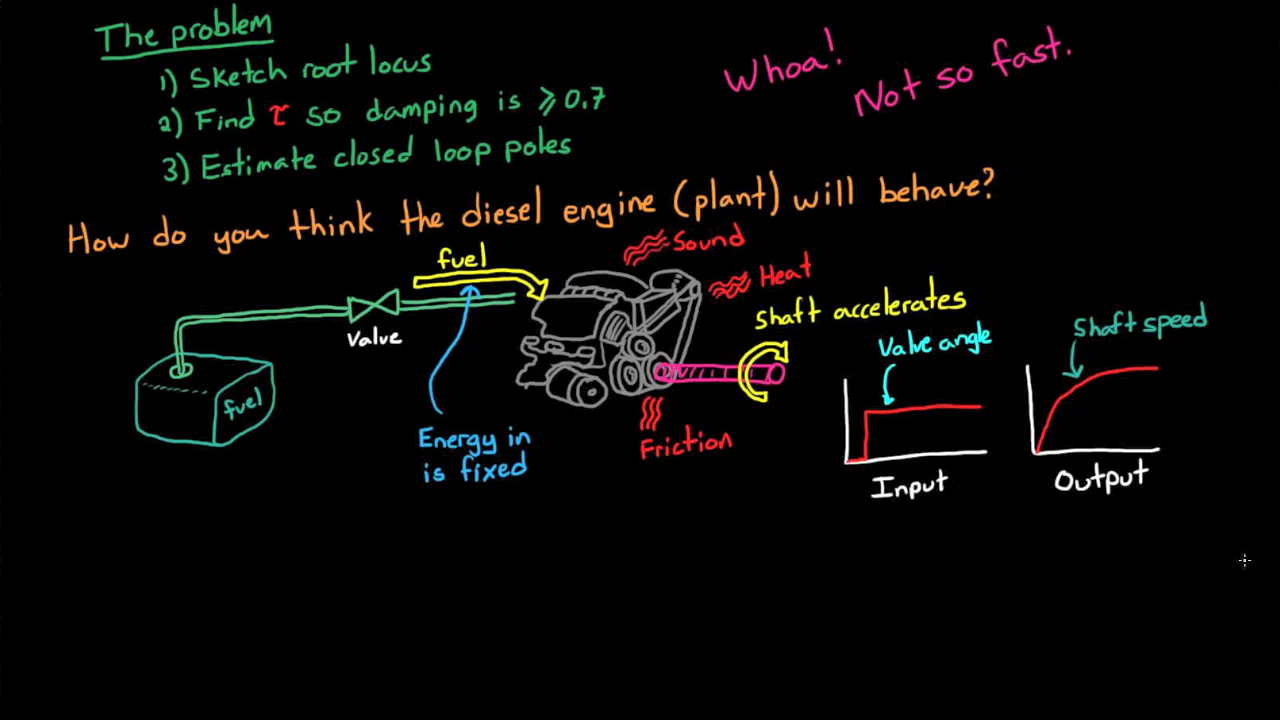 The problem
1) Sketch root locus
2) Find τ so damping is ≥ 0.7
3) Estimate closed loop poles
Whoa!
Not so fast.
How do you think the diesel engine (plant) will behave?
fuel
Sound
Heat
Shaft accelerates
Valve
Valve angle
Shaft speed
fuel
Energy in
is fixed
Friction
Input
Output